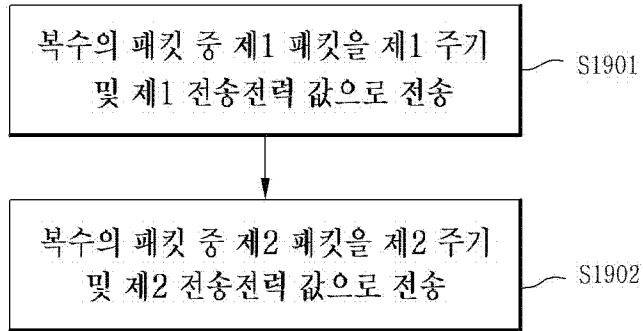 복수의 패킷 중 제1 패킷을 제1 주기
및 제1 전송전력 값으로 전송
S1901
복수의 패킷 중 제2 패킷을 제2 주기
및 제2 전송전력 값으로 전송
S1902